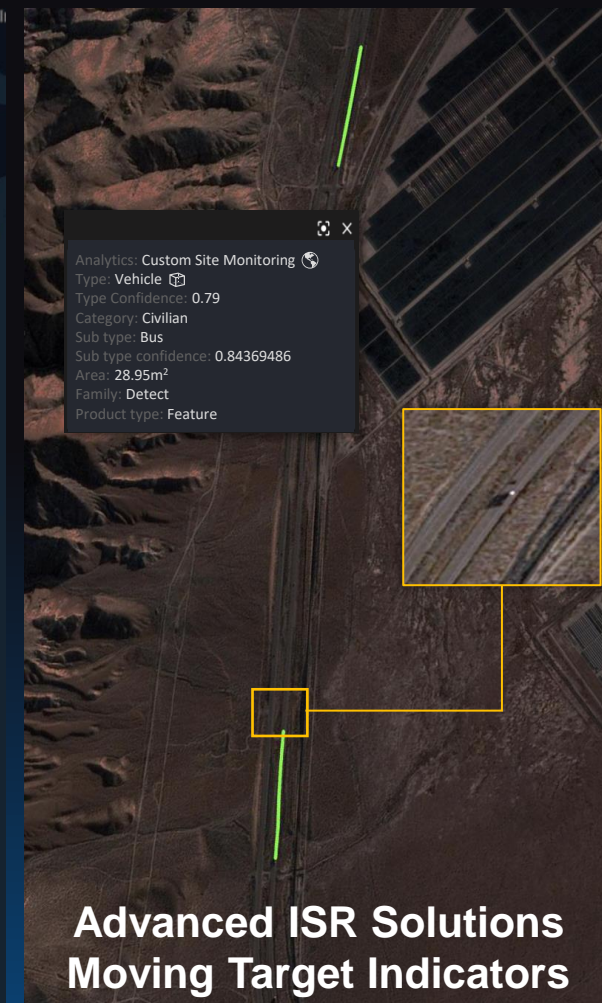 Analytics: Custom Site Monitoring
Type: Vehicle
Type Confidence: 0.79
Category: Civilian
Sub type: Bus
Sub type confidence: 0.84369486
Area: 28.95m²
Family: Detect
Product type: Feature
Advanced ISR Solutions
Moving Target Indicators